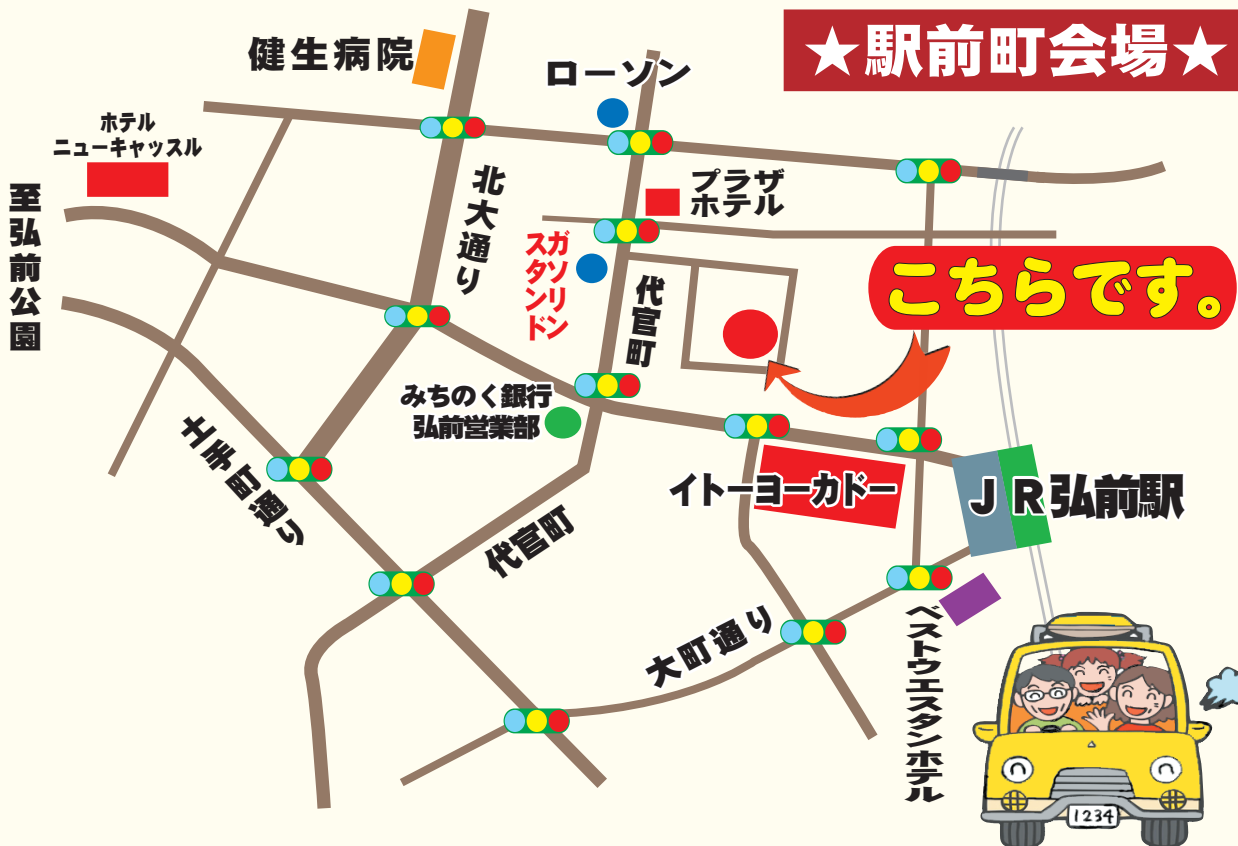 ★駅前町会場★
健生病院
ローソン
ホテル
ニューキャッスル
至弘前公園
北大通り
プラザ
ホテル
ガソリン
スタンド
代官町
こちらです。
みちのく銀行
弘前営業部
土手町通り
イトーヨーカドー
JR弘前駅
代官町
大町通り
ベストウエスタンホテル
1234